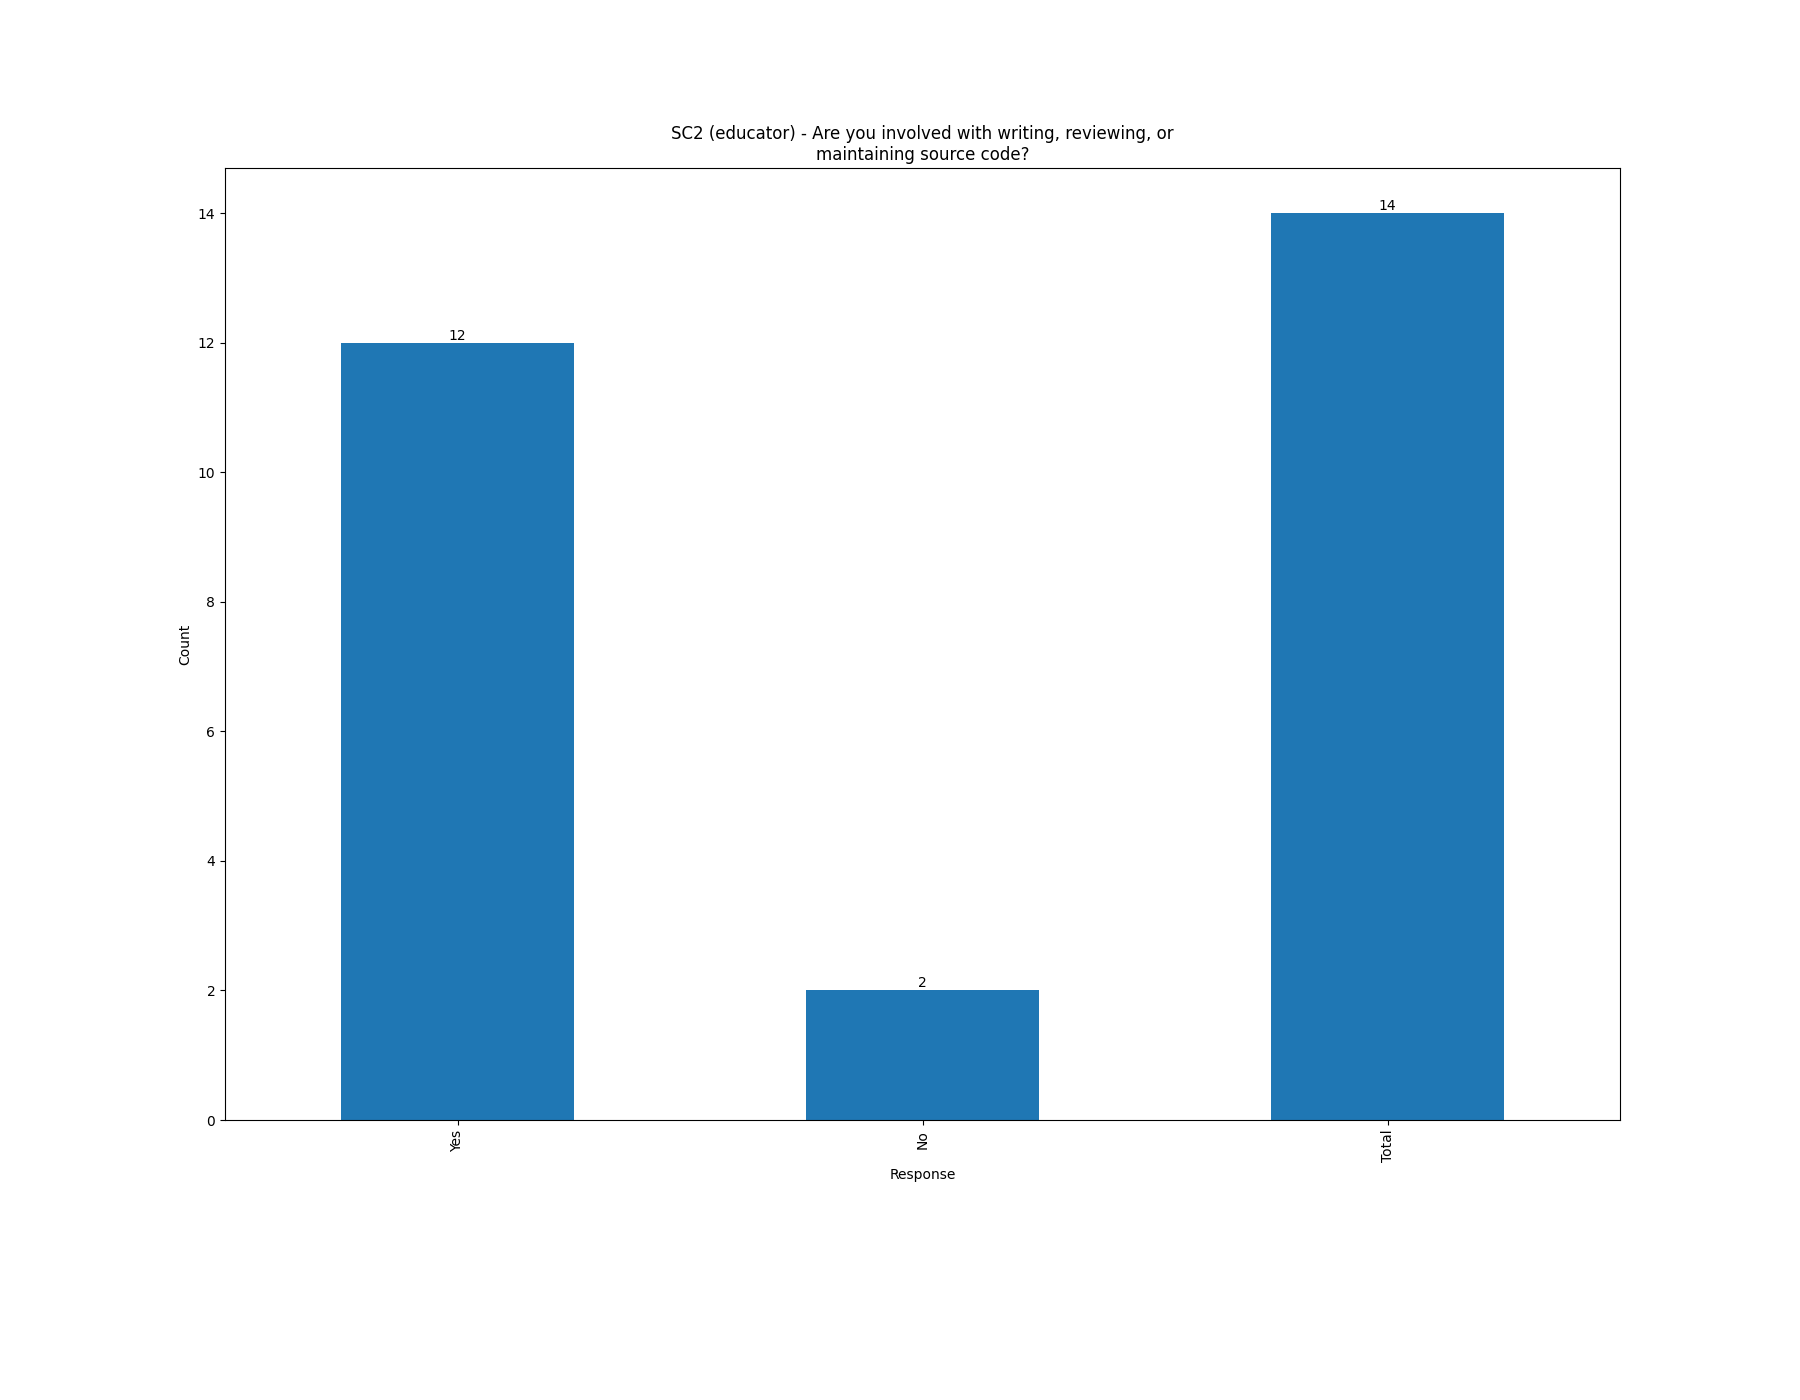 SC2 (educator) - Are you involved with writing, reviewing, or
maintaining source code?
14
12
10
8
6
4
2
0
Count
12
2
14
Yes
No
Total
Response